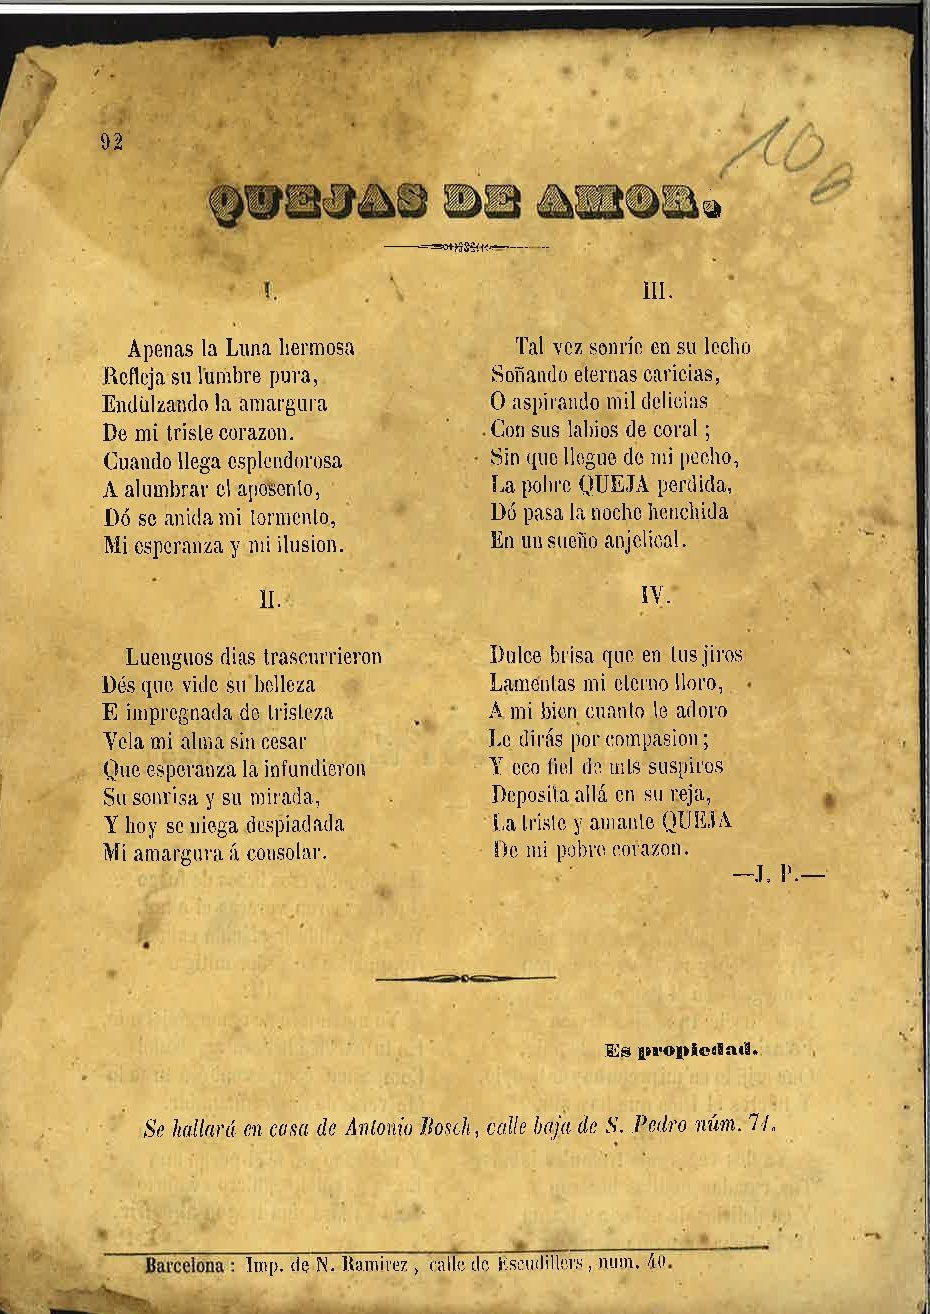 92
10
QUEJAS DE AMOR.
I.
Apenas la Luna hermosa
Refleja su lumbre pura,
Endulzando la amargura
De mi triste corazon.
Cuando llega esplendorosa
A alumbrar el aposento,
Dó se anida mi tormento,
Mi esperanza y mi ilusion.
II.
Luenguos dias trascurrieron
Dés que vide su belleza
E impregnada de tristeza
Vela mi alma sin cesar
Que esperanza la infundieron
Su sonrisa y su mirada,
Y hoy se niega despiadada
Mi amargura á consolar.
III.
Tal vez sonríe en su lecho
Soñando eternas caricias,
O aspirando mil delicias
Con sus labios de coral ;
Sin que llegue de mi pecho,
La pobre QUEJA perdida,
Dó pasa la noche henchida
En un sueño anjelical.
IV.
Dulce brisa que en tus jiros
Lamentas mi eterno lloro,
A mi bien cuanto le adoro
Le dirás por compasion ;
Y eco fiel de mis suspiros
Deposita allá en su reja,
La triste y amante QUEJA
De mi pobre corazon.
—J. P.—
Es propiedad.
Se hallará en casa de Antonio Bosch, calle baja de S. Pedro núm. 74.
Barcelona : Imp. de N. Ramirez , calle de Escudillers , num. 40.